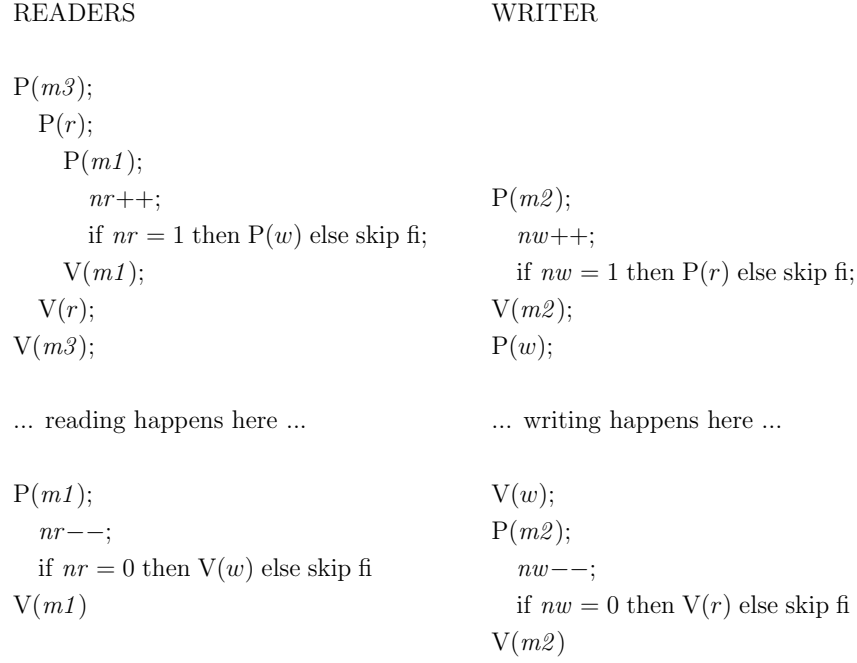 READERS
P(m3);
P(r);
P(m1);
nr++;
if nr = 1 then P(w) else skip fi;
V(m1);
V(r);
V(m3);
... reading happens here ...
P(m1);
nr−−;
if nr = 0 then V(w) else skip fi
V(m1)
WRITER
P(m2);
nw++;
if nw = 1 then P(r) else skip fi;
V(m2);
P(w);
... writing happens here ...
V(w);
P(m2);
nw−−;
if nw = 0 then V(r) else skip fi
V(m2)